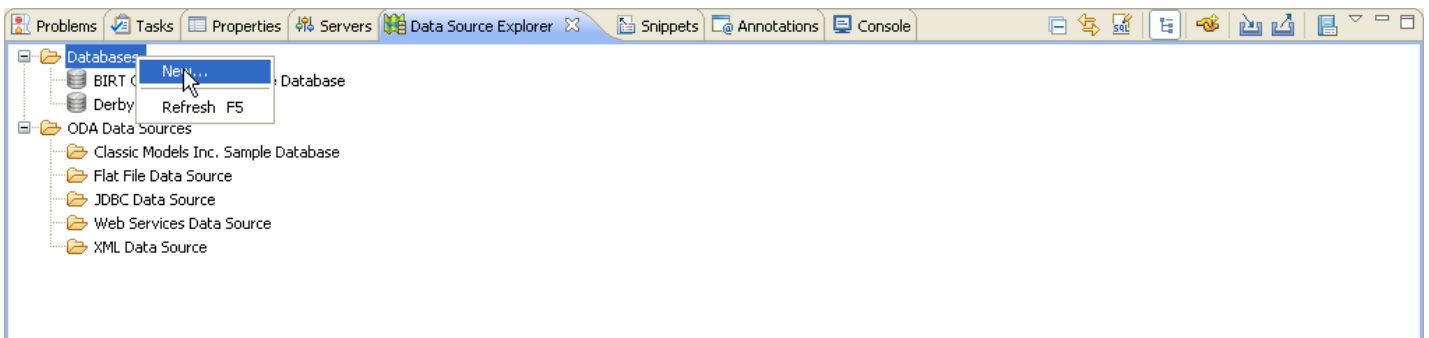 Problems Tasks Properties Servers Data Source Explorer Snippets Annotations Console
Databases
New...
BIRT Database
Derby
Refresh F5
ODA Data Sources
Classic Models Inc. Sample Database
Flat File Data Source
JDBC Data Source
Web Services Data Source
XML Data Source